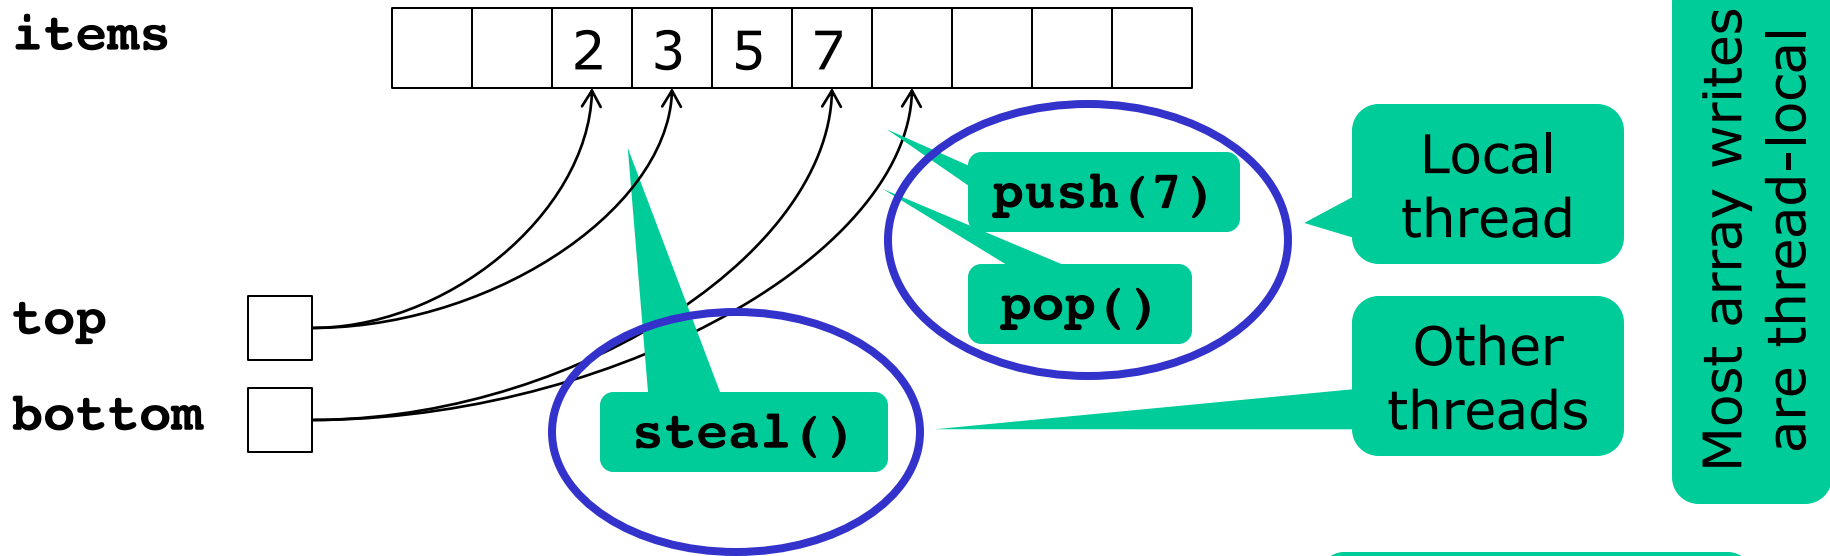 items
2 3 5 7
push(7)
pop()
Local
thread
top
Other
threads
bottom
steal()
Most array writes
are thread-local